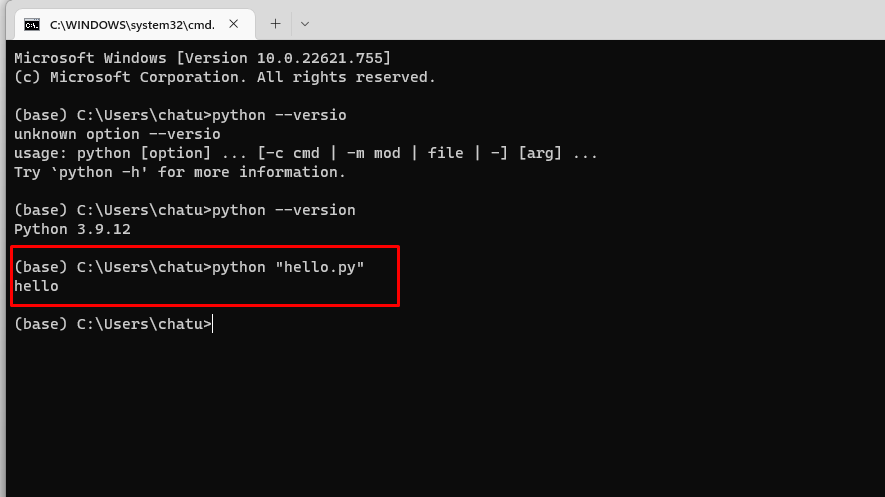 C:\WINDOWS\system32\cmd.
Microsoft Windows [Version 10.0.22621.755]
(c) Microsoft Corporation. All rights reserved.
(base) C:\Users\chatu>python --versio
unknown option --versio
usage: python [option] ... [-c cmd | -m mod | file | -] [arg] ...
Try `python -h' for more information.
(base) C:\Users\chatu>python --version
Python 3.9.12
(base) C:\Users\chatu>python "hello.py"
hello
(base) C:\Users\chatu>